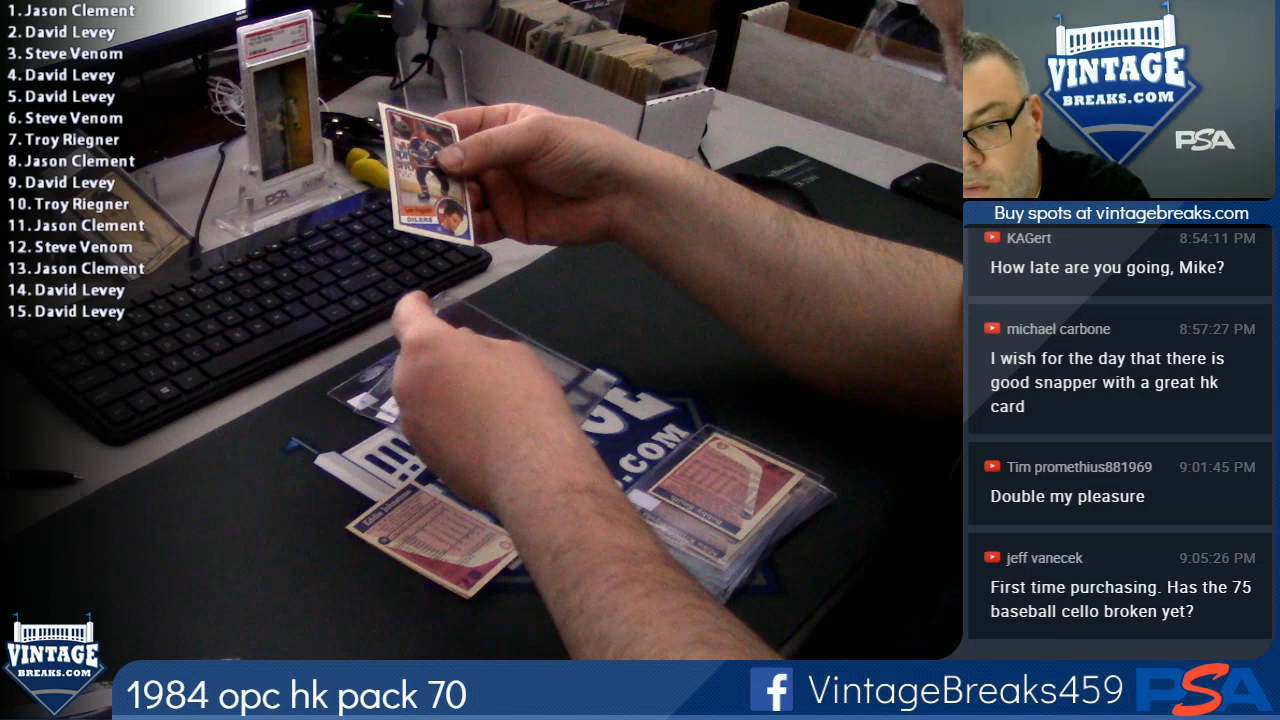 1. Jason Clement
2. David Levey
3. Steve Venom
4. David Levey
5. David Levey
6. Steve Venom
7. Troy Riegner
8. Jason Clement
9. David Levey
10. Troy Riegner
11. Jason Clement
12. Steve Venom
13. Jason Clement
14. David Levey
15. David Levey
PSA
OILERS
VINTAGE
BREAKS.COM
PSA
Buy spots at vintagebreaks.com
KAGert 8:54:11 PM
How late are you going, Mike?
michael carbone 8:57:27 PM
I wish for the day that there is
good snapper with a great hk
card
Tim promethius881969 9:01:45 PM
Double my pleasure
jeff vanecek 9:05:26 PM
First time purchasing. Has the 75
baseball cello broken yet?
.COM
VINTAGE
BREAKS.COM
1984 opc hk pack 70
f VintageBreaks459 PSA